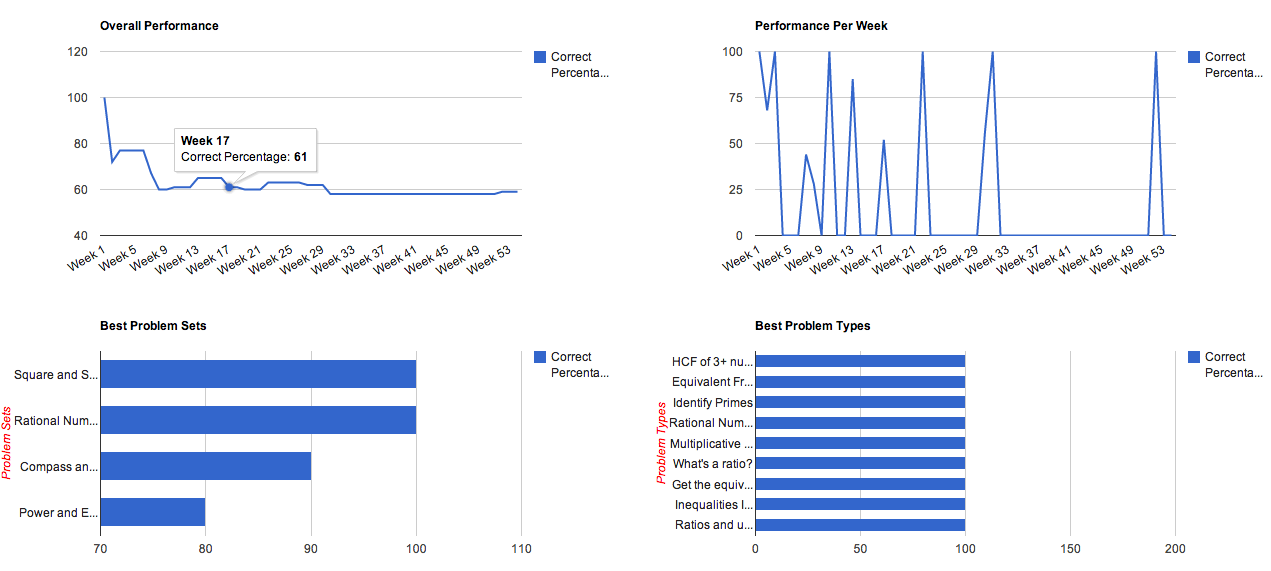 Overall Performance
120
100
80
60
40
Correct
Percenta...
Week 17
Correct Percentage: 61
Week 1
Week 5
Week 9
Week 13
Week 17
Week 21
Week 25
Week 29
Week 33
Week 37
Week 41
Week 45
Week 49
Week 53
Performance Per Week
100
75
50
25
0
Correct
Percenta...
Week 1
Week 5
Week 9
Week 13
Week 17
Week 21
Week 25
Week 29
Week 33
Week 37
Week 41
Week 45
Week 49
Week 53
Best Problem Sets
Problem Sets
Square and S...
Rational Num...
Compass an...
Power and E...
70
80
90
100
110
Correct
Percenta...
Best Problem Types
Problem Types
HCF of 3+ nu...
Equivalent Fr...
Identify Primes
Rational Num...
Multiplicative ...
What's a ratio?
Get the equiv...
Inequalities I...
Ratios and u...
0
50
100
150
200
Correct
Percenta...